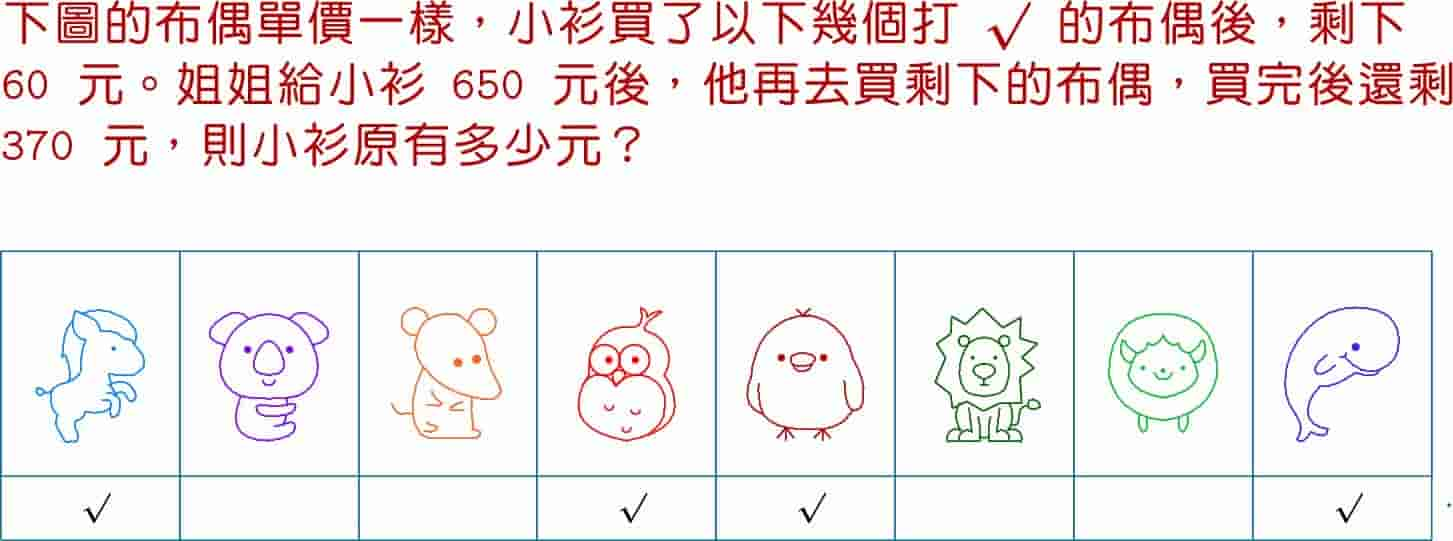 下圖的布偶單價一樣，小衫買了以下幾個打 √ 的布偶後，剩下
60 元。姐姐給小衫 650 元後，他再去買剩下的布偶，買完後還剩
370 元，則小衫原有多少元？
√ √ √ √